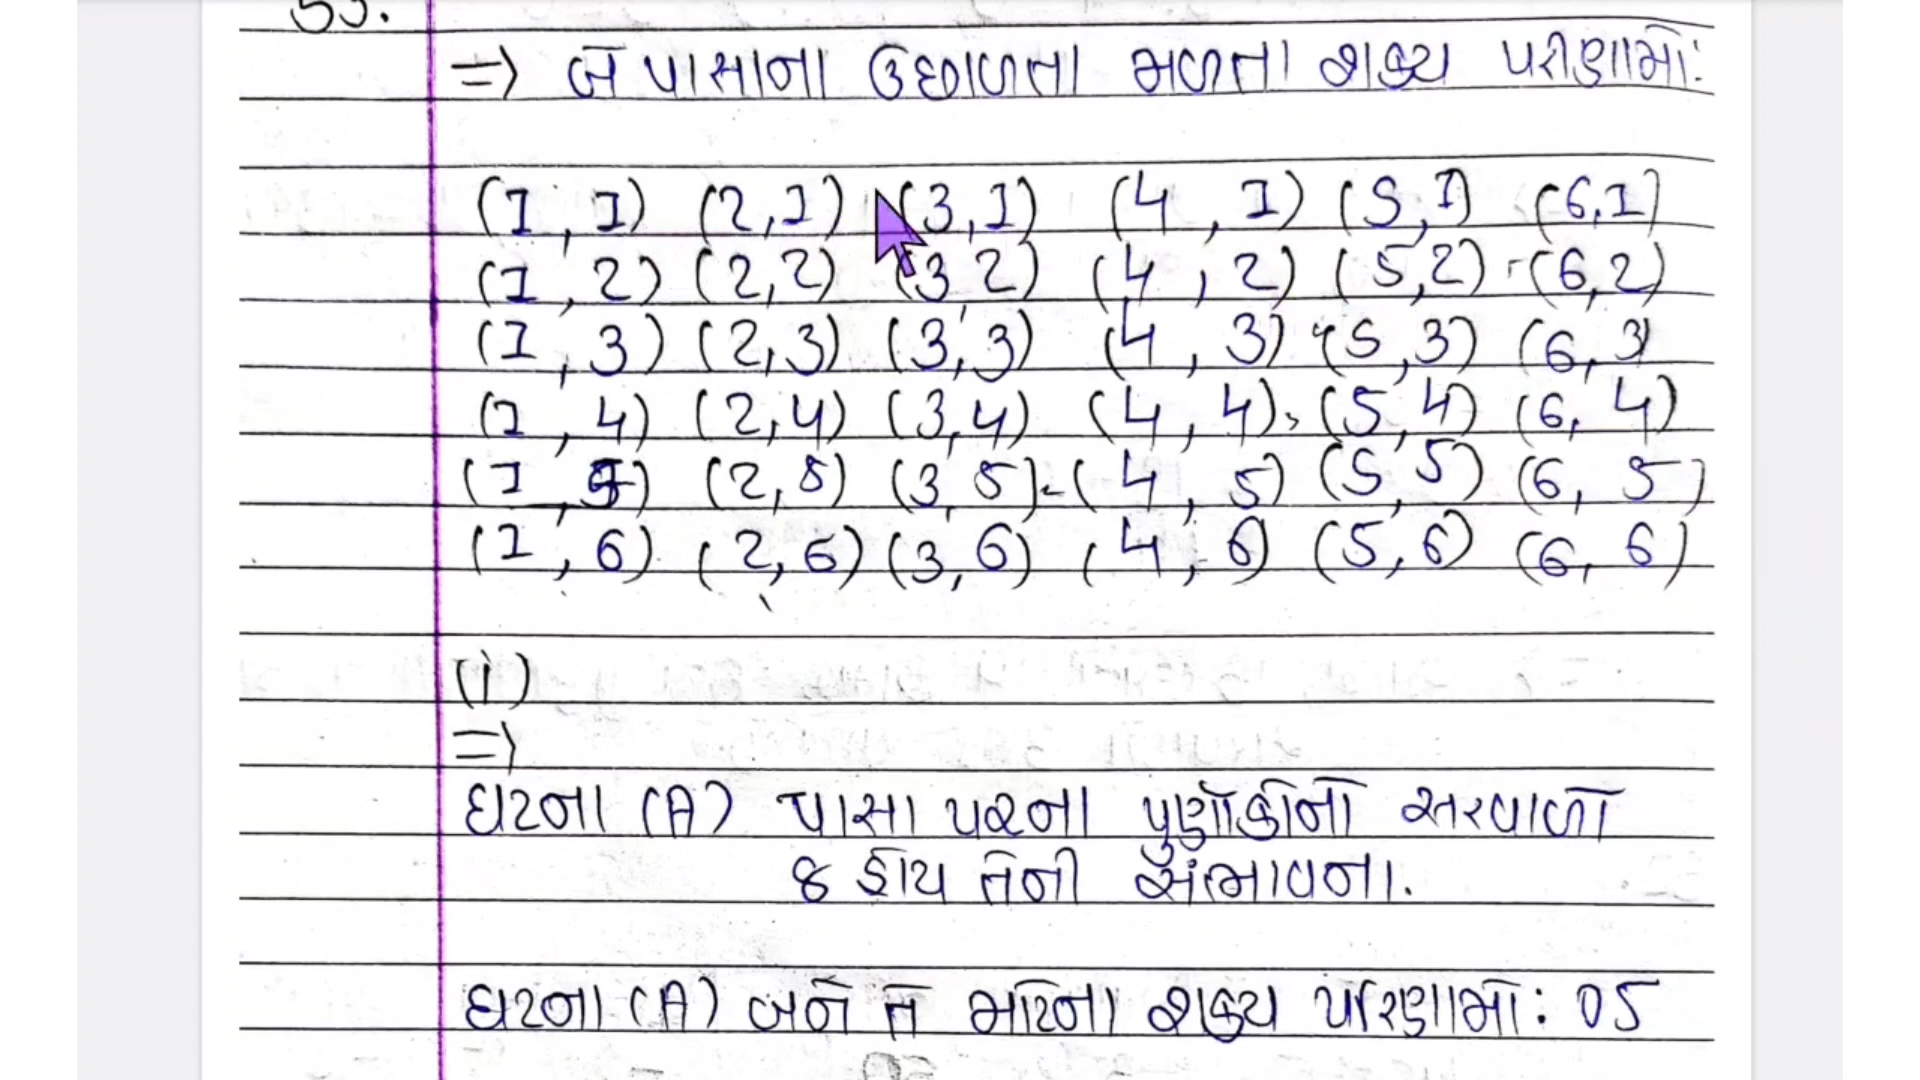 => બે પાસાના ઉછાળતા મળતા શક્ય પરીણામો:
(1, 1) (2,1) (3,1) (4, 1) (5,1) (6,1)
(1, 2) (2,2) (3,2) (4, 2) (5,2) (6,2)
(1, 3) (2,3) (3,3) (4, 3) (5,3) (6, 3)
(1, 4) (2,4) (3,4) (4, 4), (5,4) (6, 4)
(1, 5) (2,5) (3,5) (4, 5) (5,5) (6, 5)
(1, 6) (2,6) (3,6) (4, 6) (5,6) (6, 6)
(i)
=>
ઘટના (A) પાસા પરના પુર્ણાંકોનો સરવાળો
8 હોય તેની સંભાવના.
ઘટના (A) બને તે માટેના શક્ય પરિણામો: 05